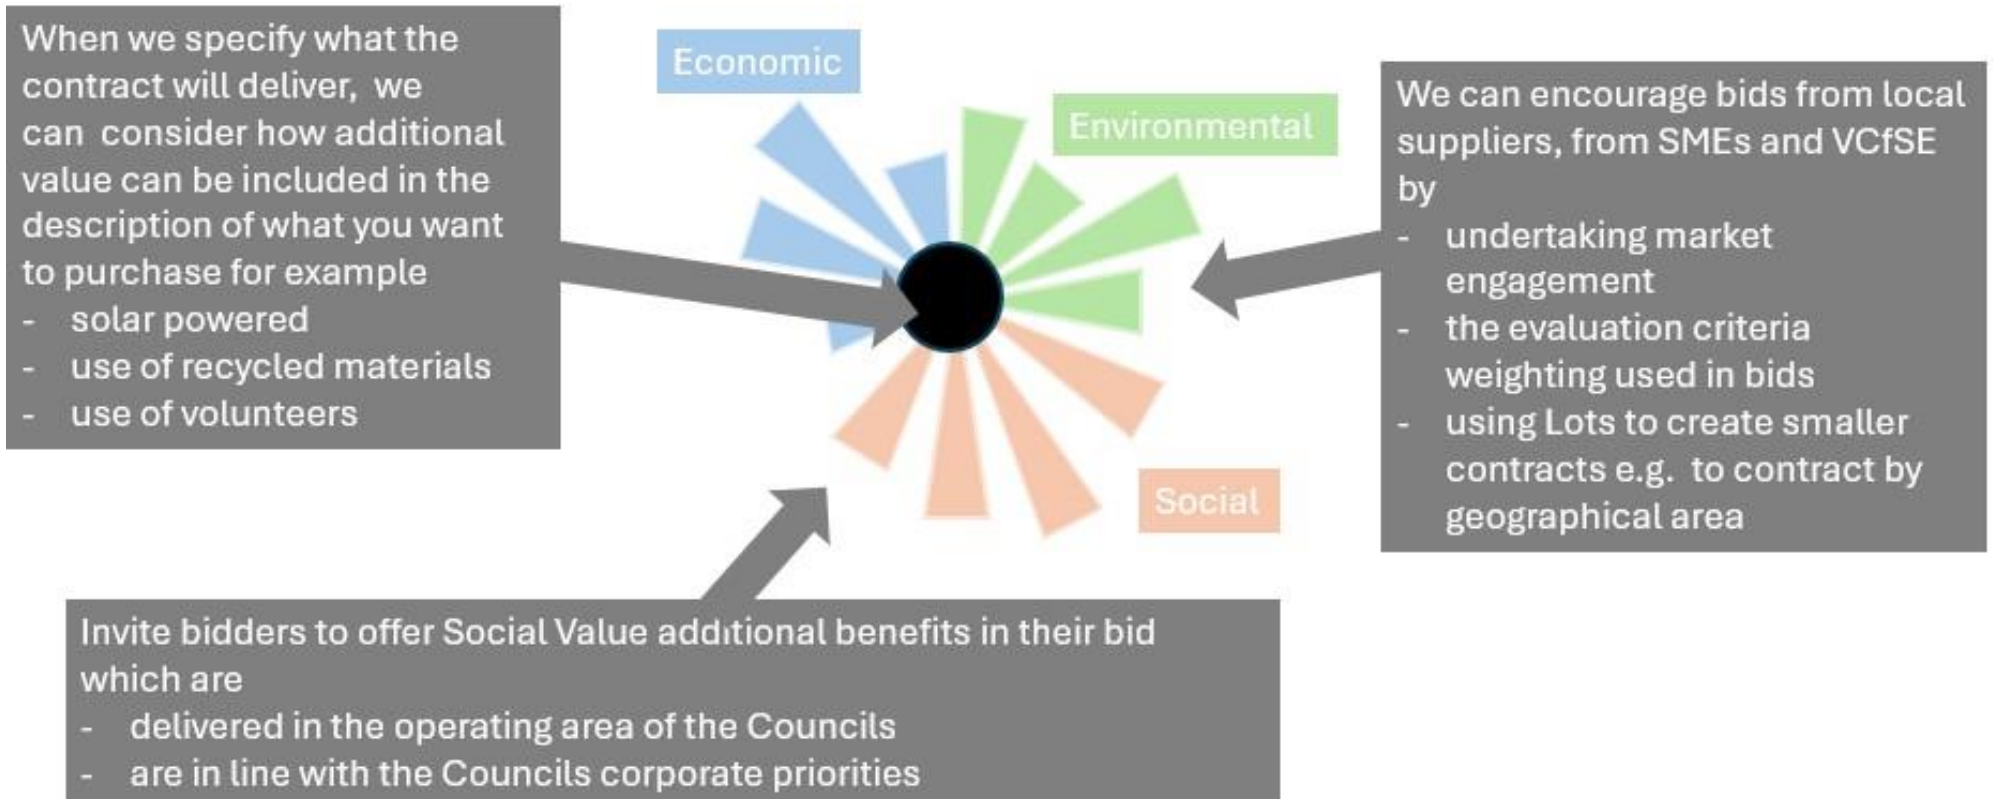 When we specify what the
contract will deliver, we
can consider how additional
value can be included in the
description of what you want
to purchase for example
- solar powered
- use of recycled materials
- use of volunteers
Economic
Environmental
Social
We can encourage bids from local
suppliers, from SMEs and VCfSE
by
- undertaking market
engagement
- the evaluation criteria
weighting used in bids
- using Lots to create smaller
contracts e.g. to contract by
geographical area
Invite bidders to offer Social Value additional benefits in their bid
which are
- delivered in the operating area of the Councils
- are in line with the Councils corporate priorities